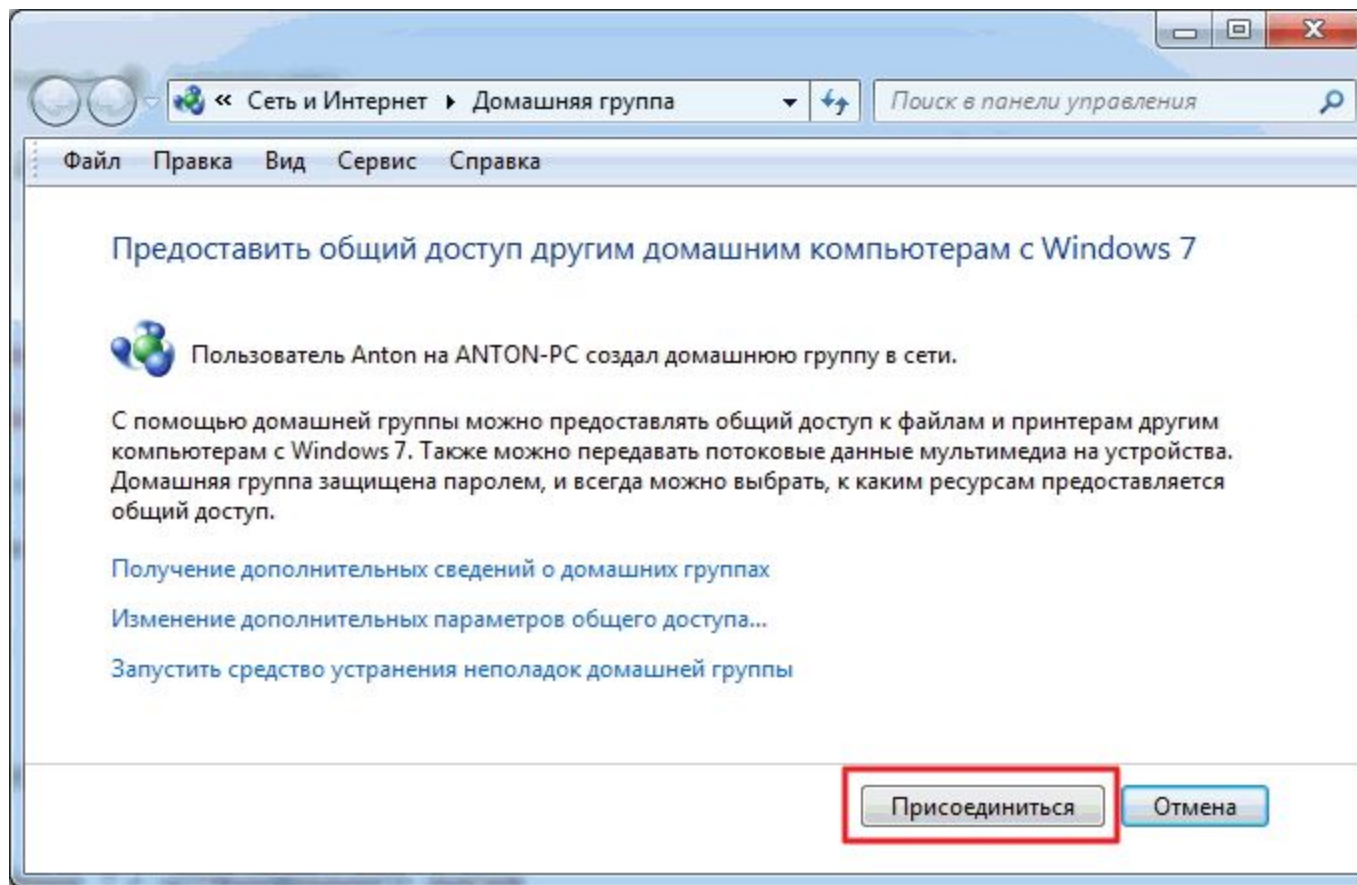 « Сеть и Интернет Домашняя группа Поиск в панели управления
Файл Правка Вид Сервис Справка
Предоставить общий доступ другим домашним компьютерам с Windows 7
Пользователь Anton на ANTON-PC создал домашнюю группу в сети.
С помощью домашней группы можно предоставлять общий доступ к файлам и принтерам другим
компьютерам с Windows 7. Также можно передавать потоковые данные мультимедиа на устройства.
Домашняя группа защищена паролем, и всегда можно выбрать, к каким ресурсам предоставляется
общий доступ.
Получение дополнительных сведений о домашних группах
Изменение дополнительных параметров общего доступа...
Запустить средство устранения неполадок домашней группы
Присоединиться Отмена